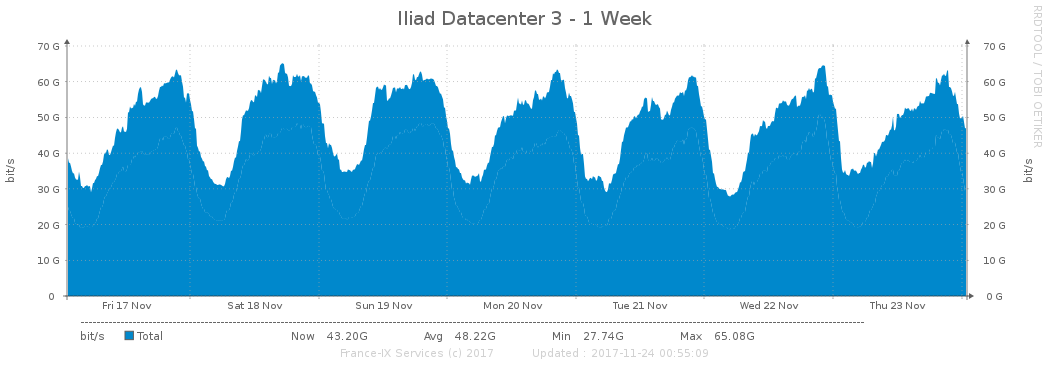 Iliad Datacenter 3 - 1 Week
RRDTOOL / TOBI OETIKER
70 G 70 G
60 G 60 G
50 G 50 G
40 G 40 G
30 G 30 G
20 G 20 G
10 G 10 G
0 0 G
bit/s bit/s
Fri 17 Nov Sat 18 Nov Sun 19 Nov Mon 20 Nov Tue 21 Nov Wed 22 Nov Thu 23 Nov
bit/s Total Now 43.20G Avg 48.22G Min 27.74G Max 65.08G
France-IX Services (c) 2017 Updated : 2017-11-24 00:55:09